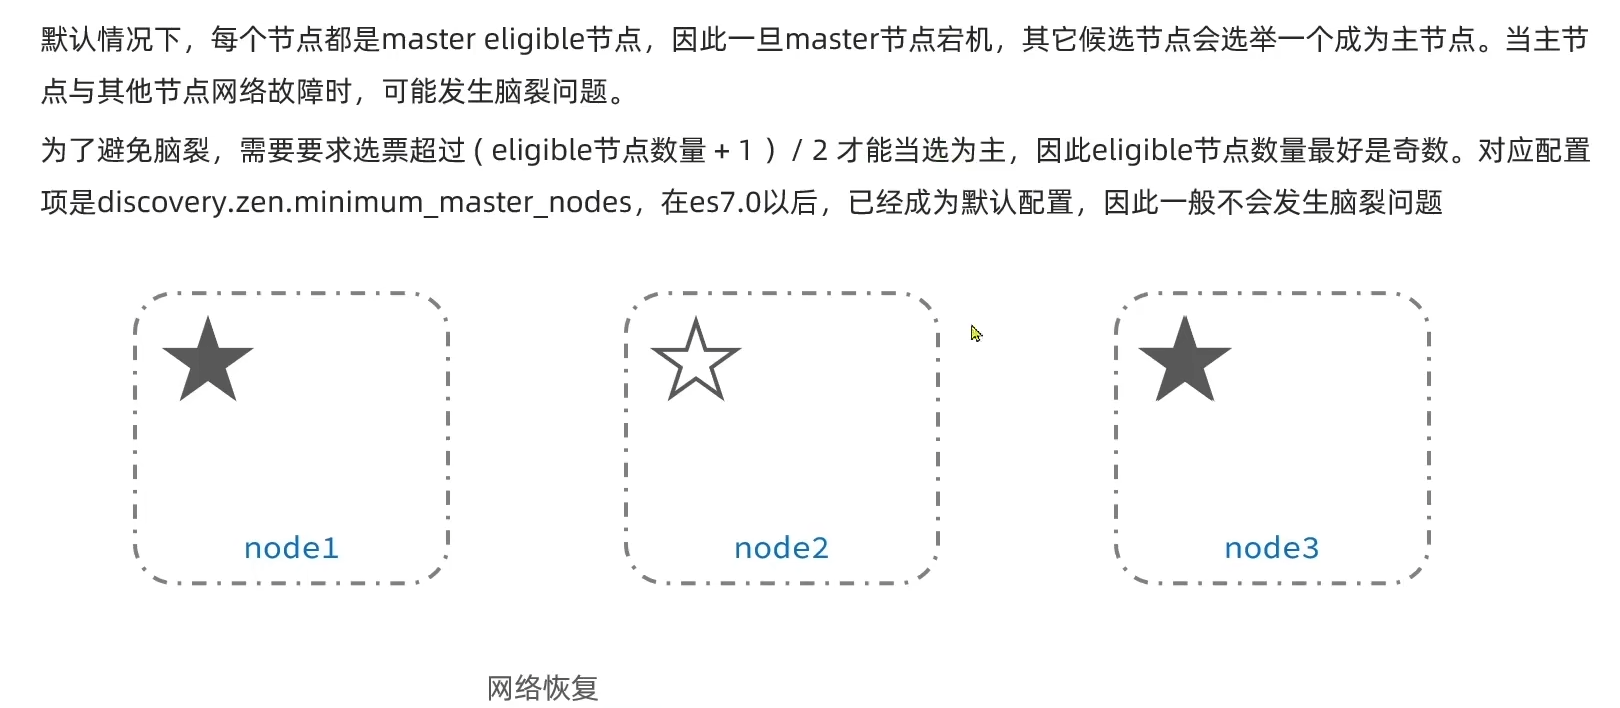 默认情况下，每个节点都是master eligible节点，因此一旦master节点宕机，其它候选节点会选举一个成为主节点。当主节
点与其他节点网络故障时，可能发生脑裂问题。
为了避免脑裂，需要要求选票超过 ( eligible节点数量 + 1 ）/ 2 才能当选为主，因此eligible节点数量最好是奇数。对应配置
项是discovery.zen.minimum_master_nodes，在es7.0以后，已经成为默认配置，因此一般不会发生脑裂问题
node1
node2
node3
网络恢复